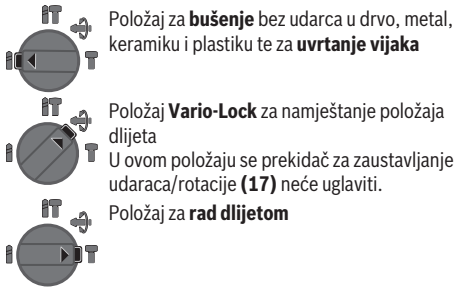 Položaj za bušenje bez udarca u drvo, metal,
keramiku i plastiku te za uvrtanje vijaka
Položaj Vario-Lock za namještanje položaja
dlijeta
U ovom položaju se prekidač za zaustavljanje
udaraca/rotacije (17) neće uglaviti.
Položaj za rad dlijetom